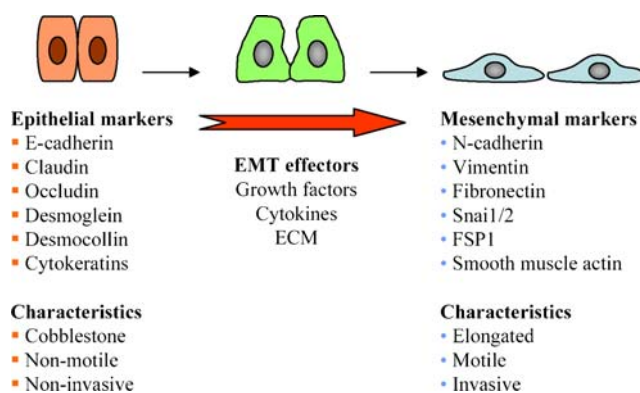 Epithelial markers
E-cadherin
Claudin
Occludin
Desmoglein
Desmocollin
Cytokeratins
Characteristics
Cobblestone
Non-motile
Non-invasive
EMT effectors
Growth factors
Cytokines
ECM
Mesenchymal markers
N-cadherin
Vimentin
Fibronectin
Snai1/2
FSP1
Smooth muscle actin
Characteristics
Elongated
Motile
Invasive